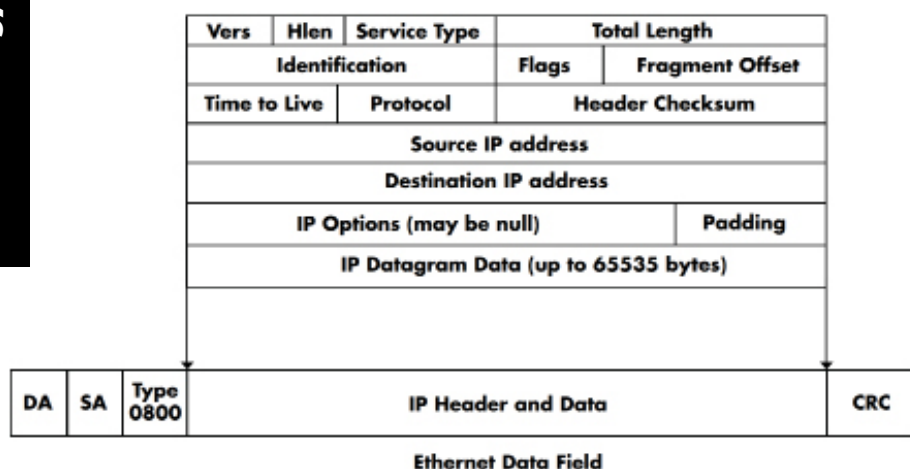 S
Vers Hlen Service Type Total Length
Identification Flags Fragment Offset
Time to Live Protocol Header Checksum
Source IP address
Destination IP address
IP Options (may be null) Padding
IP Datagram Data (up to 65535 bytes)
DA SA Type 0800 IP Header and Data CRC
Ethernet Data Field